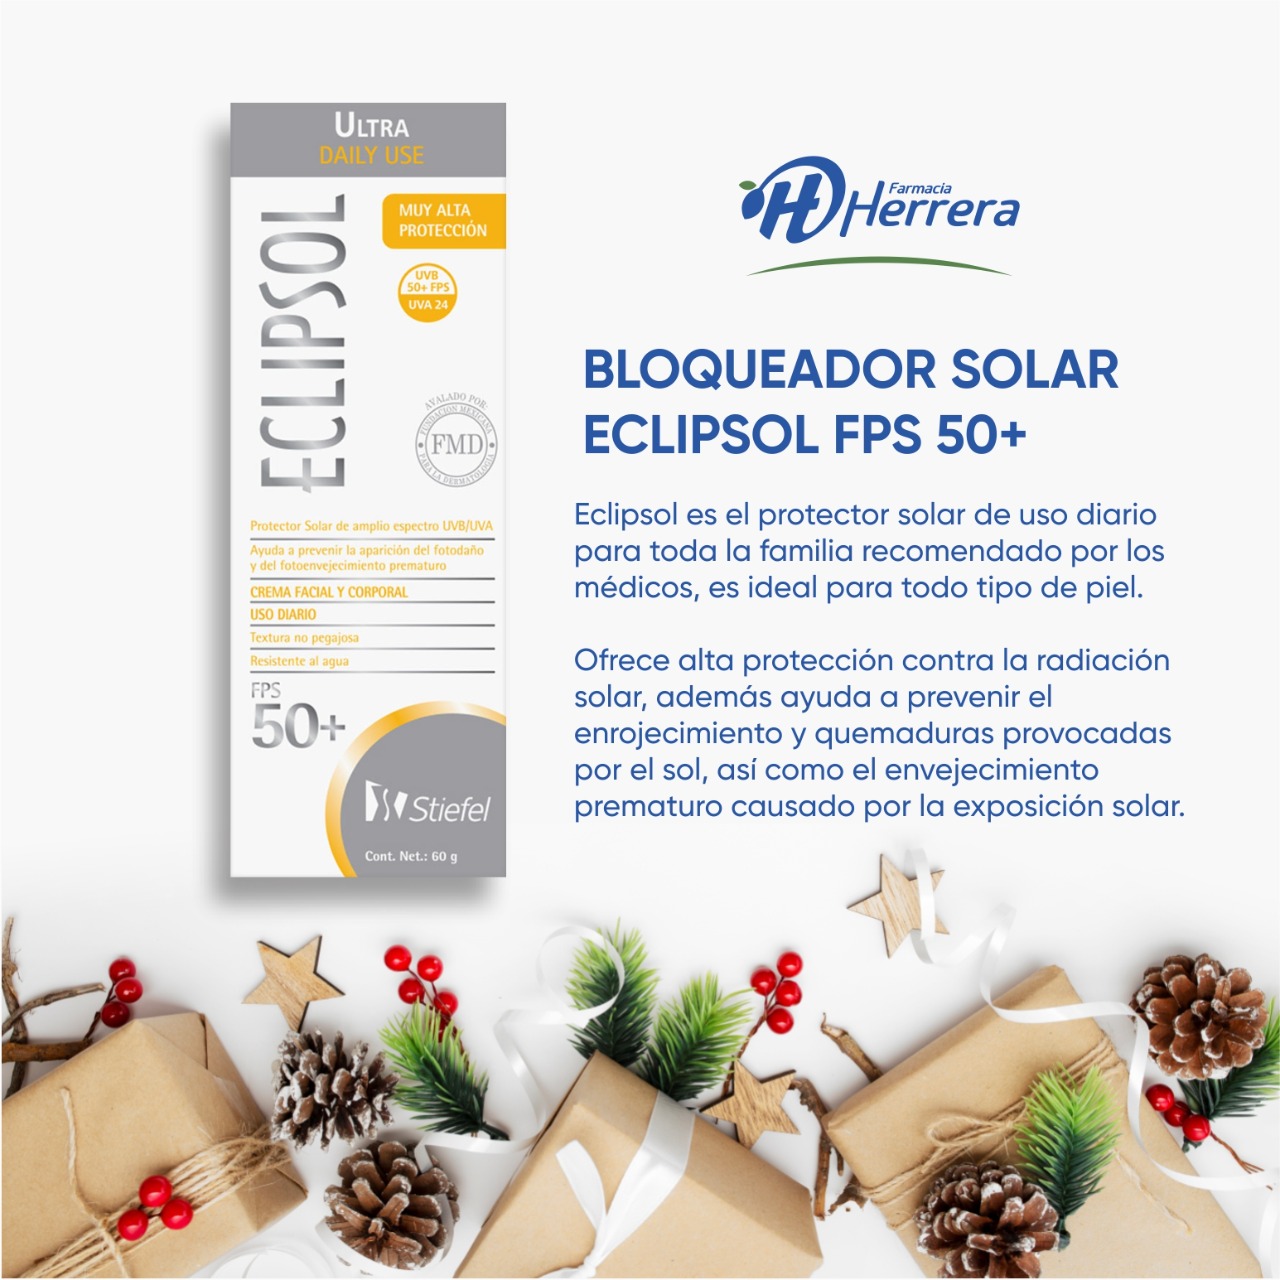 ULTRA
DAILY USE
ECLIPSOL
MUY ALTA
PROTECCIÓN
UVB
50+ FPS
UVA 24
AVALADO POR:
FUNDACION MEXICANA
FMD
PARA LA DERMATOLOGIA
Protector Solar de amplio espectro UVB/UVA
Ayuda a prevenir la aparición del fotodaño
y del fotoenvejecimiento prematuro
CREMA FACIAL Y CORPORAL
USO DIARIO
Textura no pegajosa
Resistente al agua
FPS
50+
Stiefel
Cont. Net.: 60 g
Farmacia
Herrera
BLOQUEADOR SOLAR
ECLIPSOL FPS 50+
Eclipsol es el protector solar de uso diario
para toda la familia recomendado por los
médicos, es ideal para todo tipo de piel.
Ofrece alta protección contra la radiación
solar, además ayuda a prevenir el
enrojecimiento y quemaduras provocadas
por el sol, así como el envejecimiento
prematuro causado por la exposición solar.